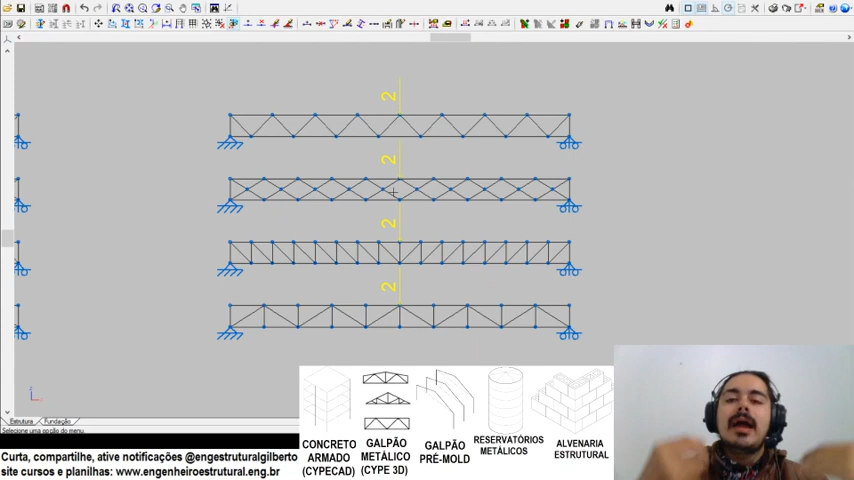 2
2
2
2
Estrutura
Fundação
Selecione uma opção do menu.
CONCRETO
ARMADO
(CYPECAD)
GALPÃO
METÁLICO
(CYPE 3D)
GALPÃO
PRÉ-MOLD
RESERVATÓRIOS
METÁLICOS
ALVENARIA
ESTRUTURAL
Curta, compartilhe, ative notificações @engestruturalgilberto
site cursos e planilhas: www.engenheiroestrutural.eng.br